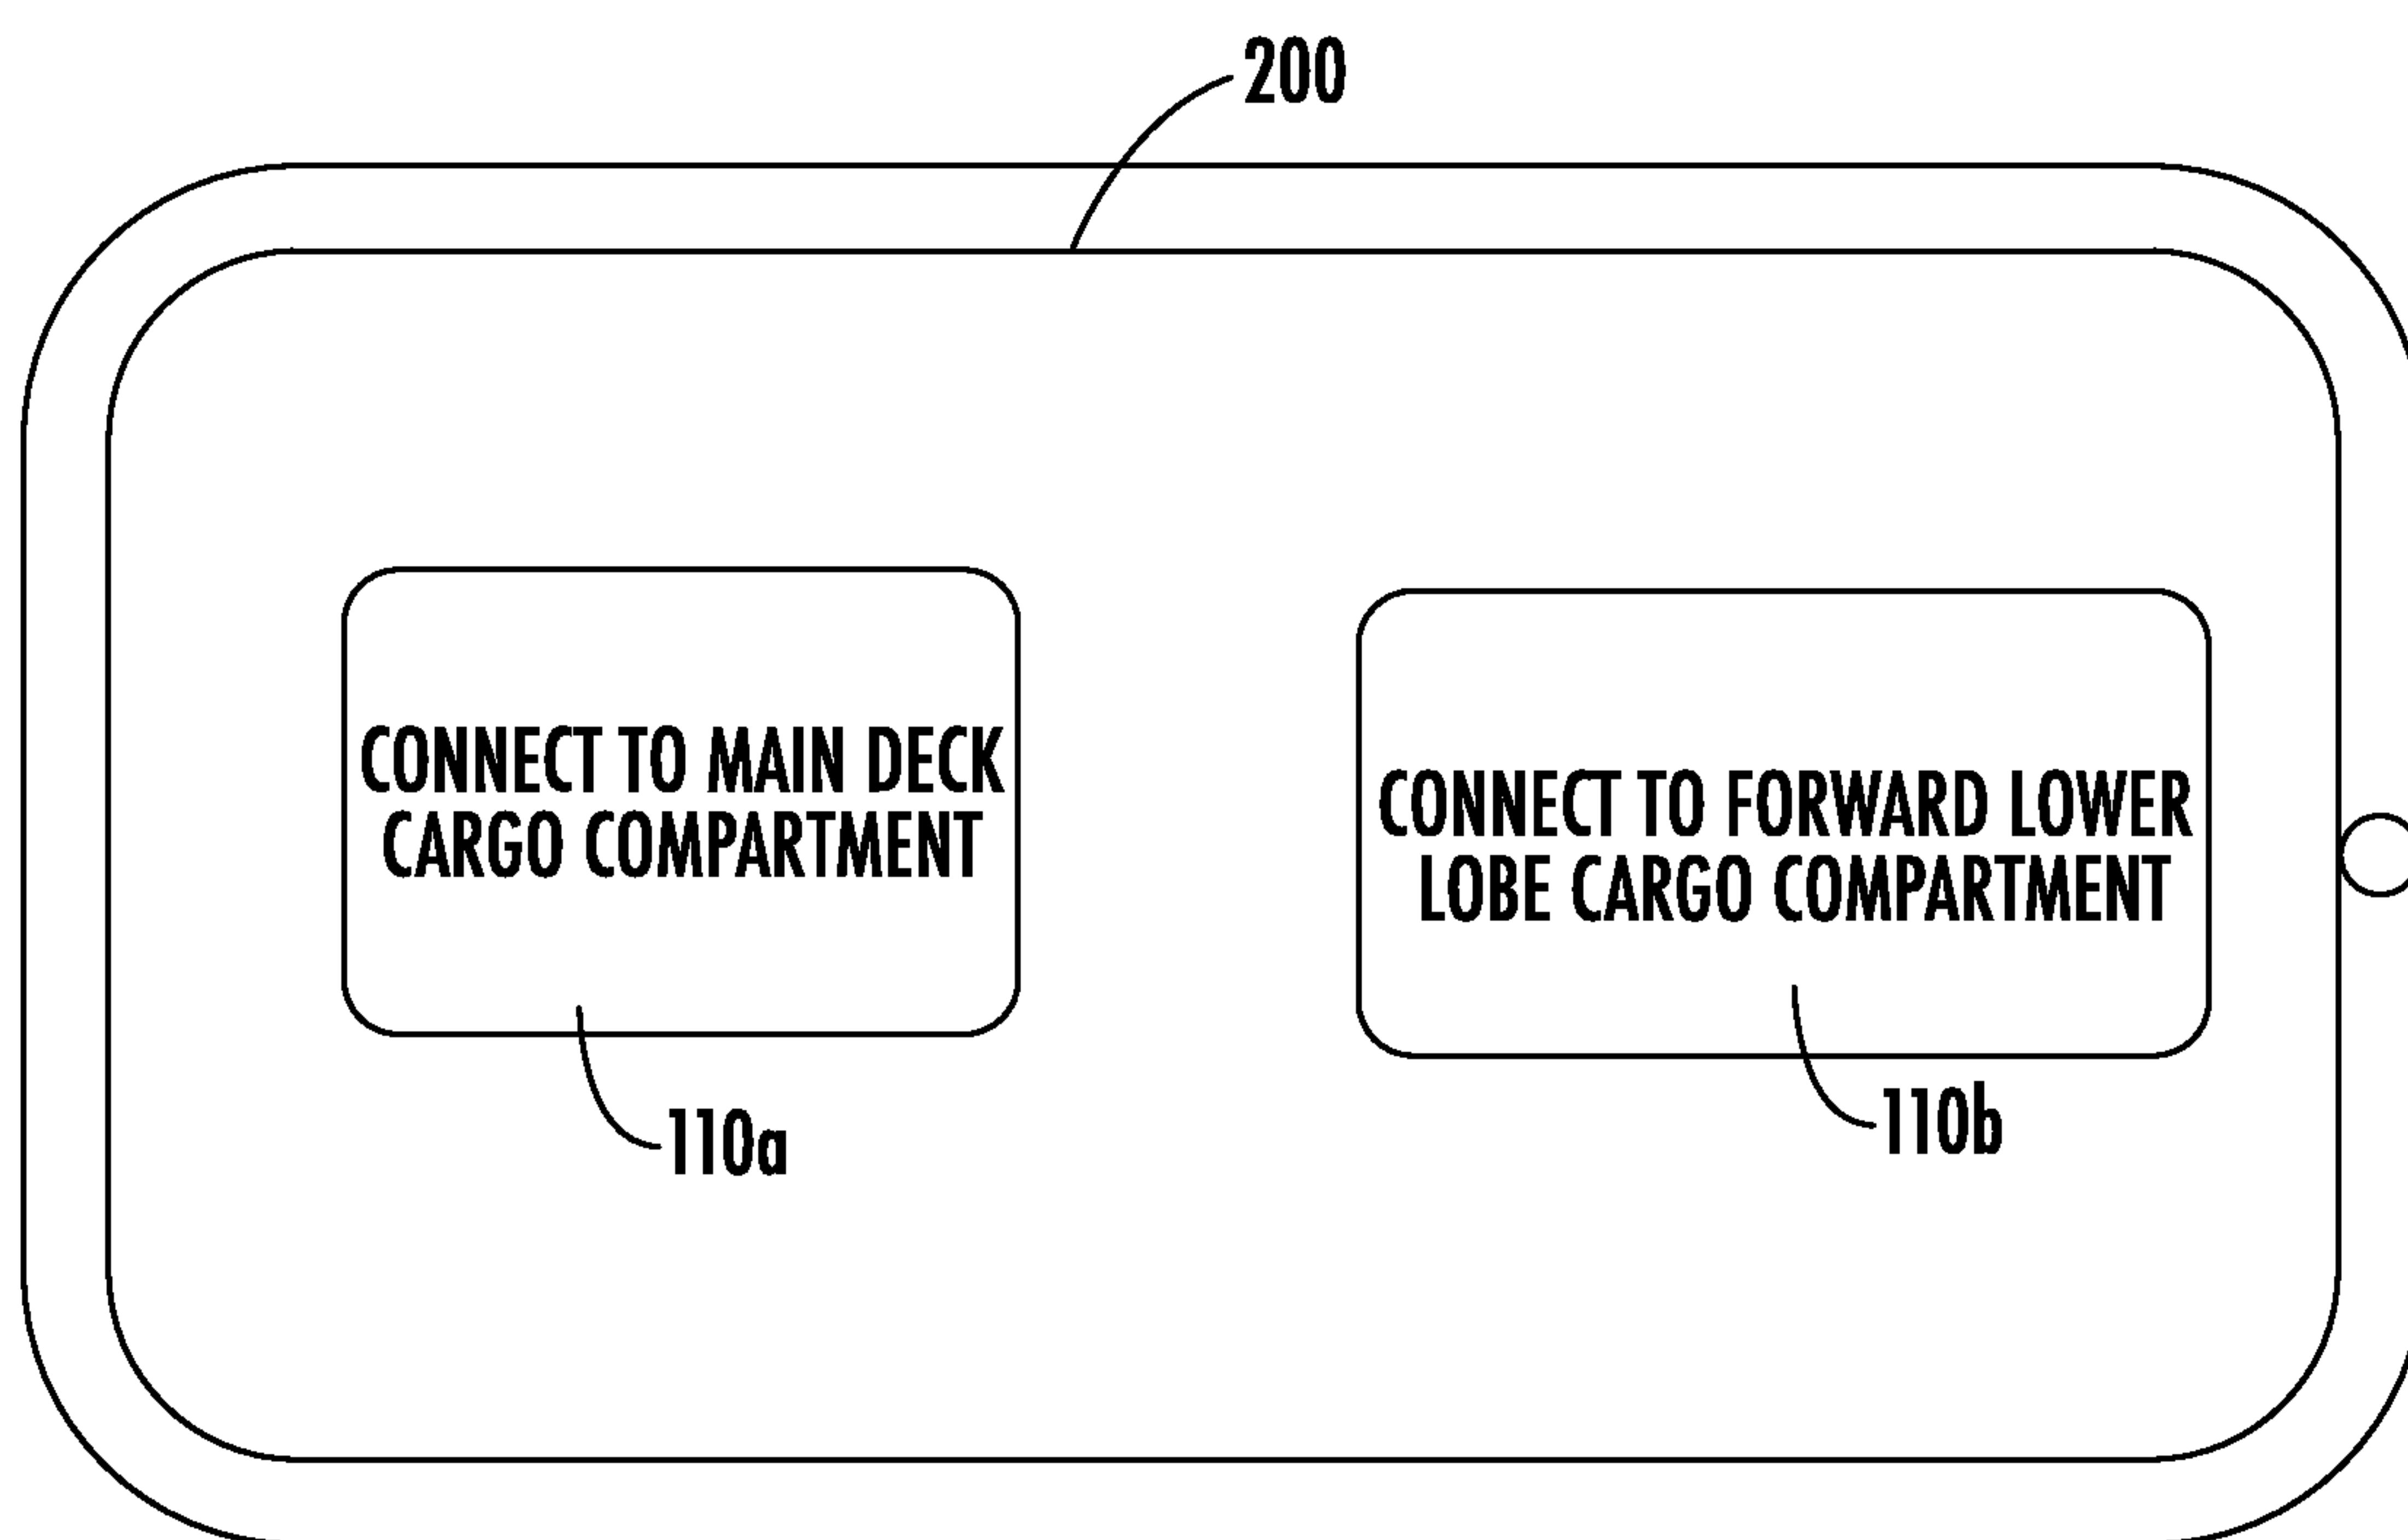 200
CONNECT TO MAIN DECK
CARGO COMPARTMENT
110a
CONNECT TO FORWARD LOWER
LOBE CARGO COMPARTMENT
110b